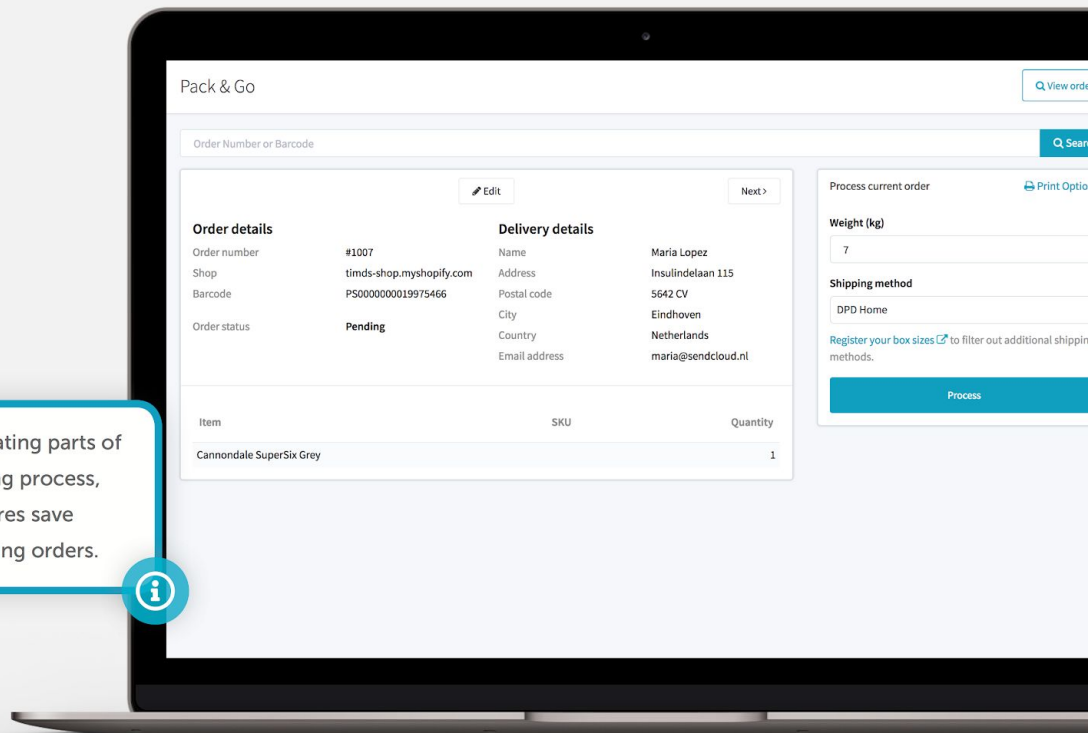 Pack & Go
View orde
Order Number or Barcode
Sear
Edit
Next >
Order details
Order number #1007
Shop timds-shop.myshopify.com
Barcode PS0000000019975466
Order status Pending
Delivery details
Name Maria Lopez
Address Insulindelaan 115
Postal code 5642 CV
City Eindhoven
Country Netherlands
Email address maria@sendcloud.nl
Item SKU Quantity
Cannondale SuperSix Grey 1
Process current order
Print Optio
Weight (kg)
7
Shipping method
DPD Home
Register your box sizes to filter out additional shippin
methods.
Process
ating parts of
g process,
res save
ing orders.